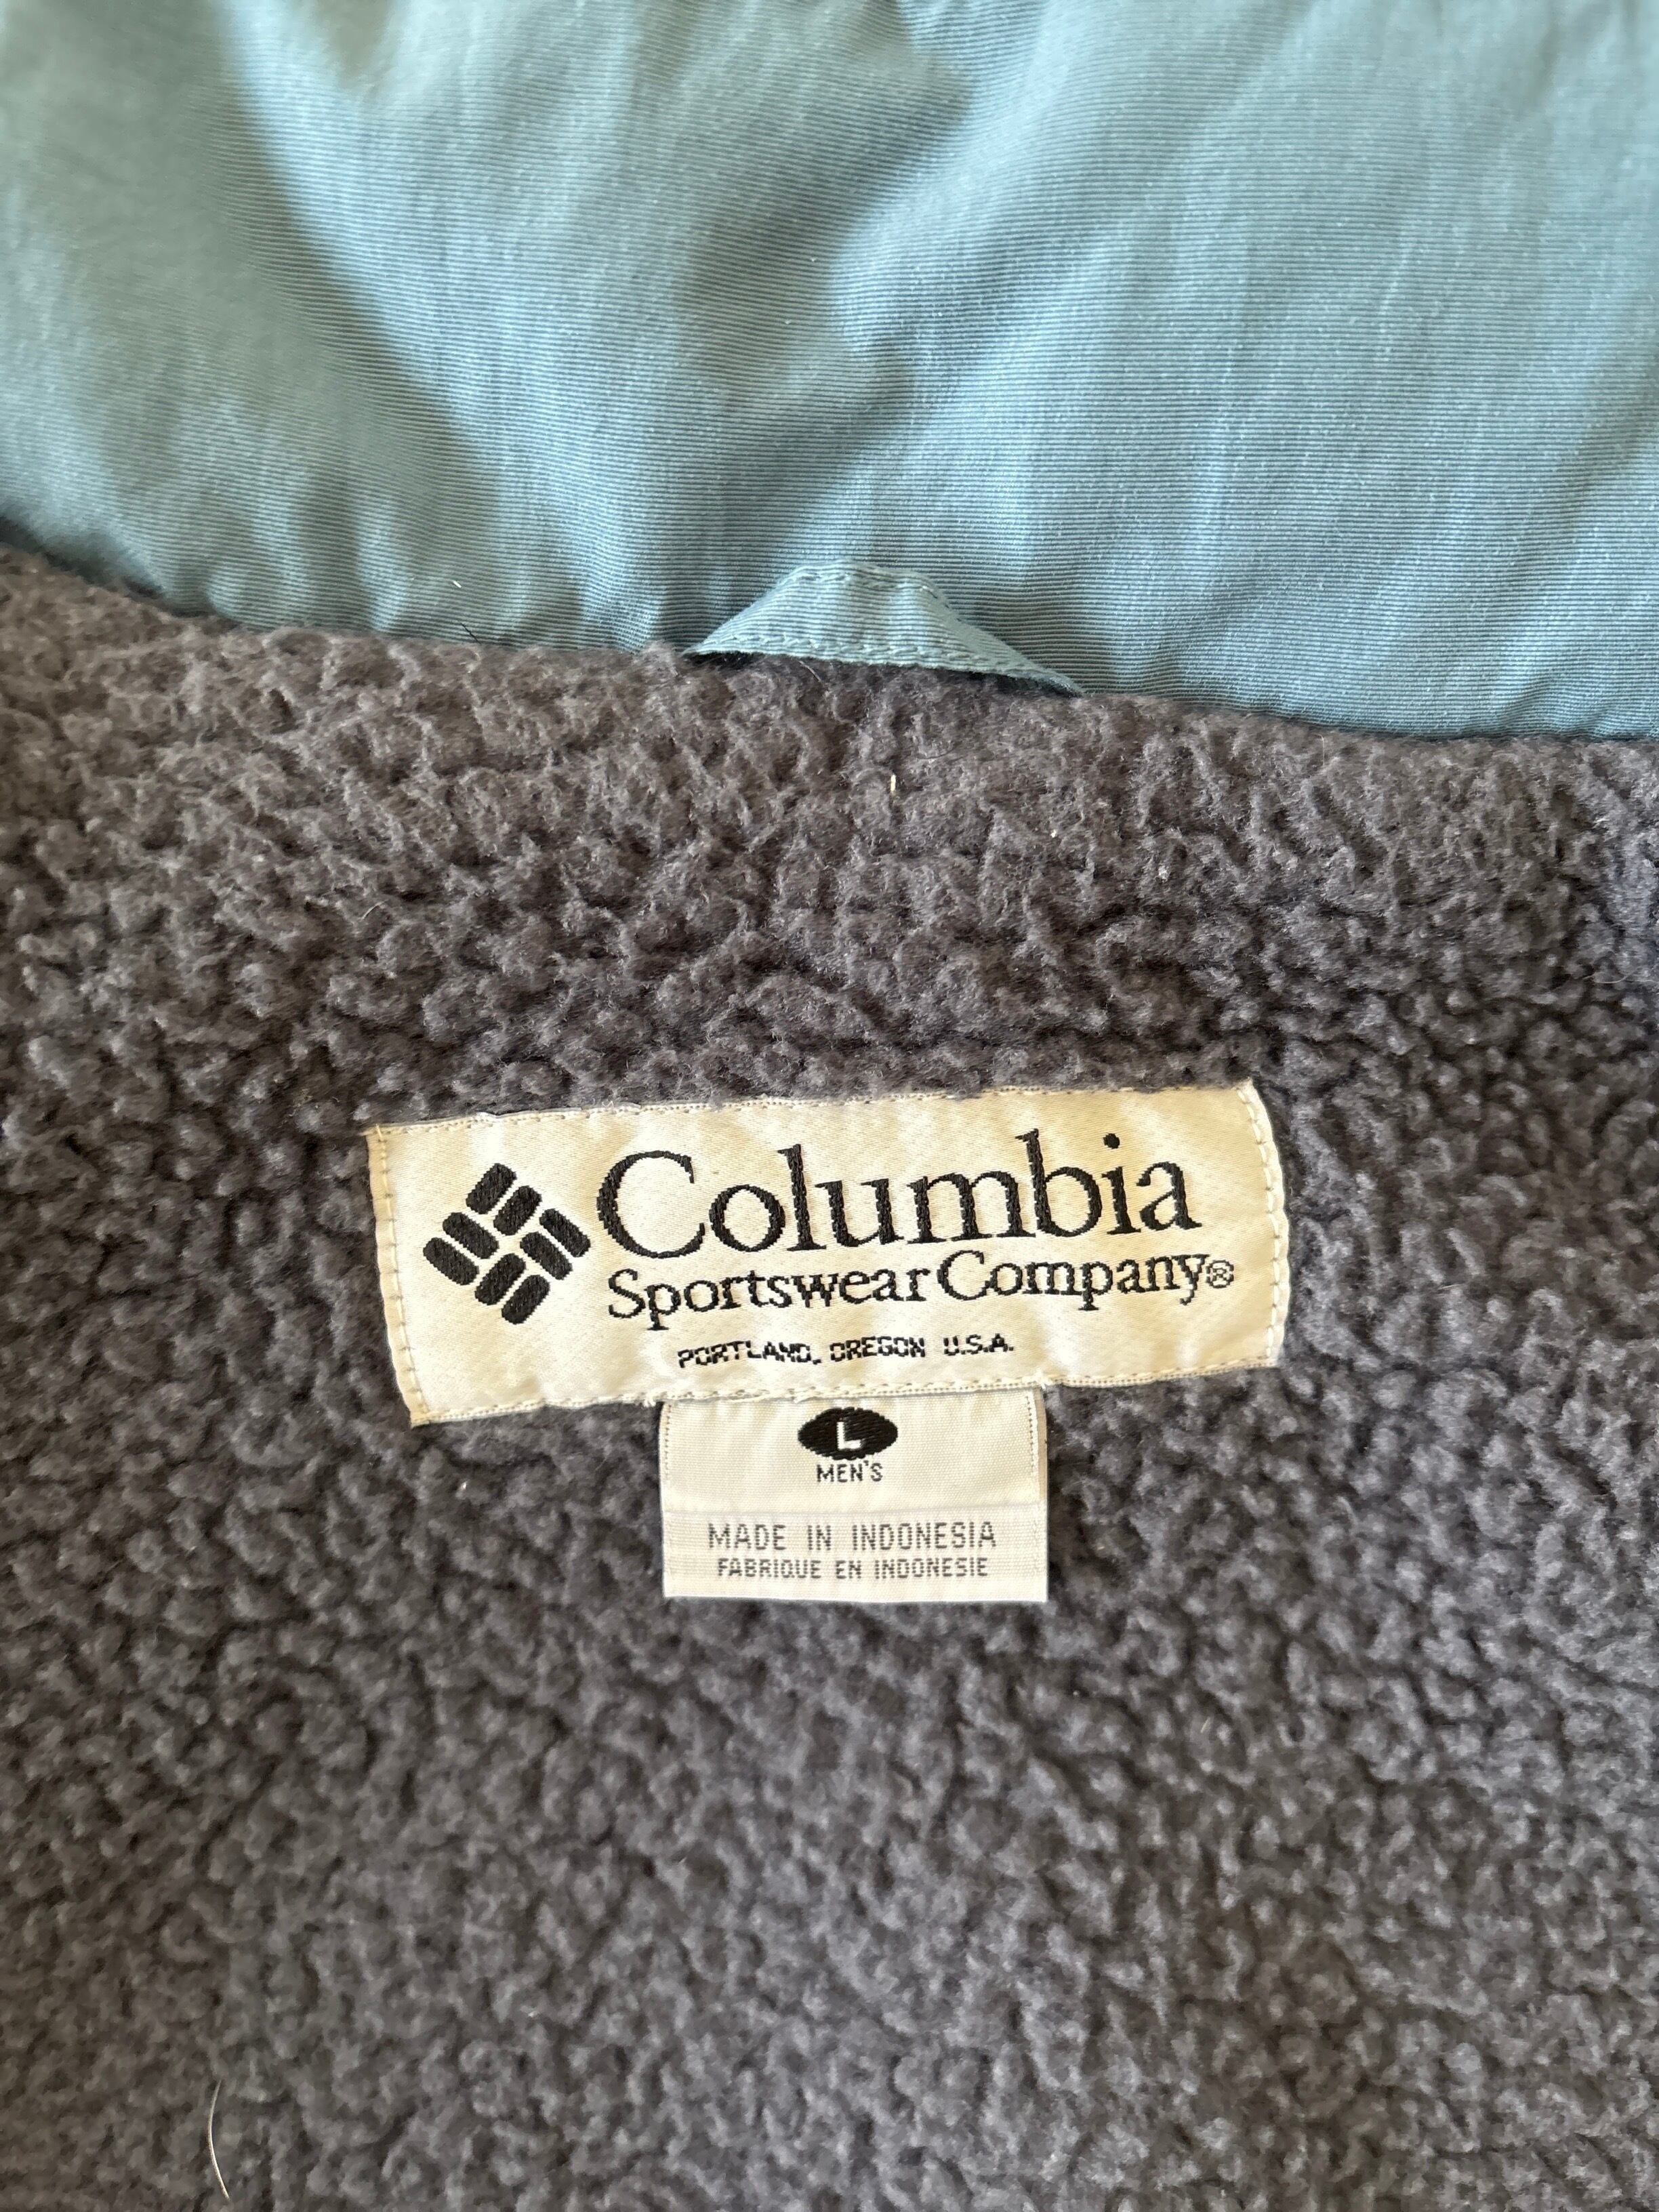 Columbia
Sportswear Company®
PORTLAND, OREGON U.S.A.
L
MEN'S
MADE IN INDONESIA
FABRIQUE EN INDONESIE